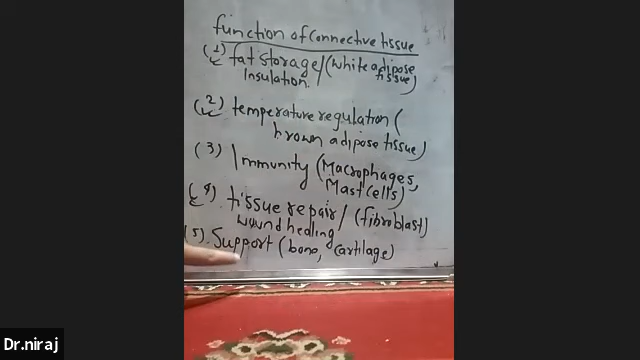 function of connective tissue
(1) fat storage/(white adipose
tissue)
Insulation.
(2) temperature regulation (
brown adipose tissue)
(3) Immunity (Macrophages,
Mast cells)
(4) tissue repair/(fibroblast)
wound healing
(5). Support (bone, cartilage)
Dr.niraj